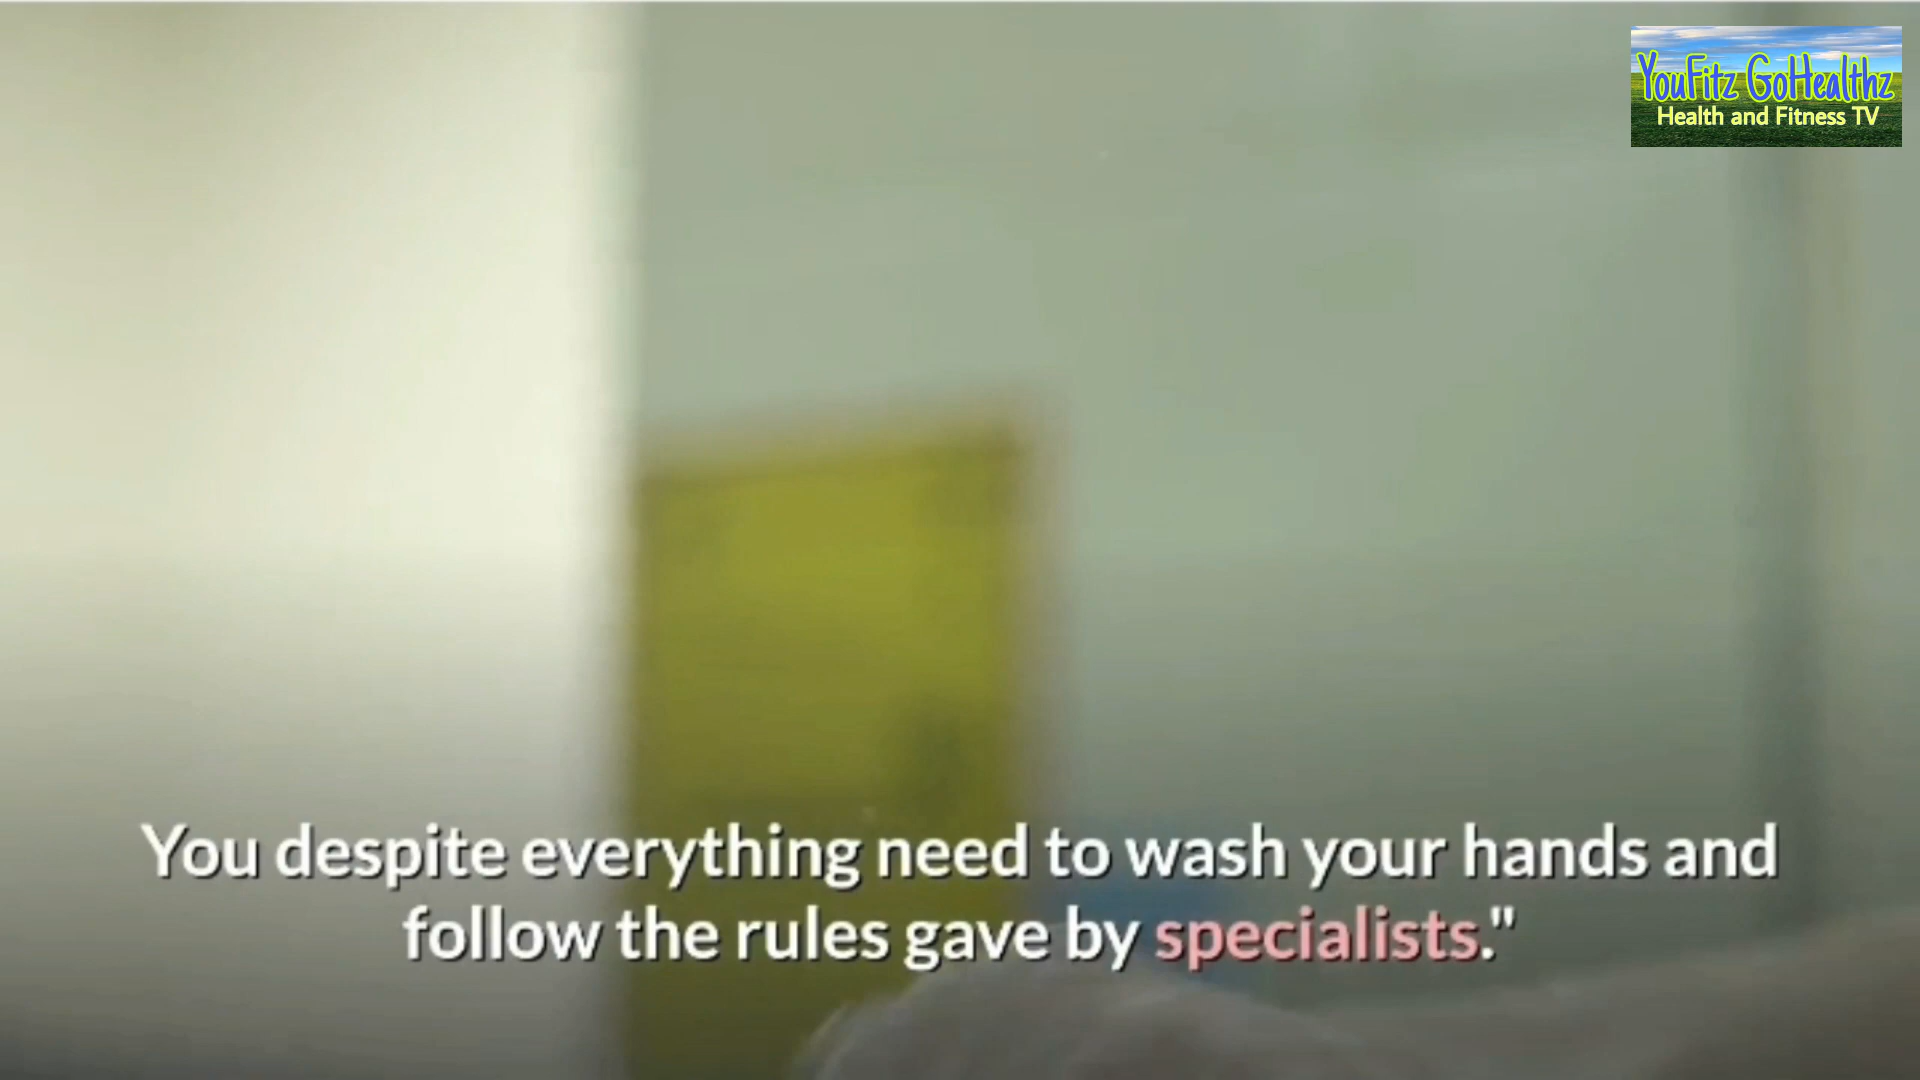 YouFitz GoHealthz
Health and Fitness TV
You despite everything need to wash your hands and
follow the rules gave by specialists."